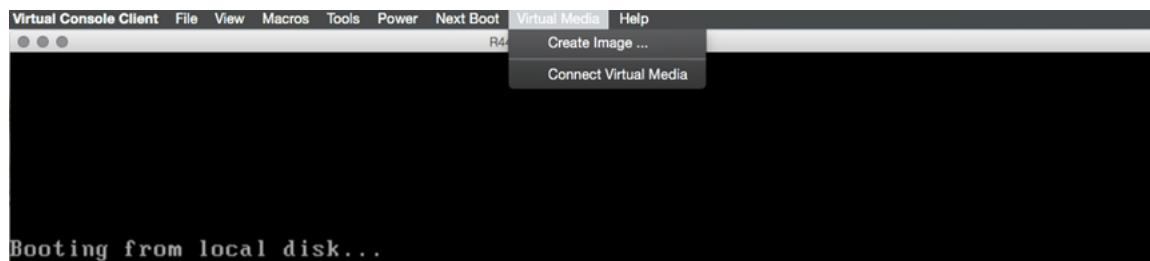 Virtual Console Client File View Macros Tools Power Next Boot Virtual Media Help
R44
Create Image ...
Connect Virtual Media
Booting from local disk...